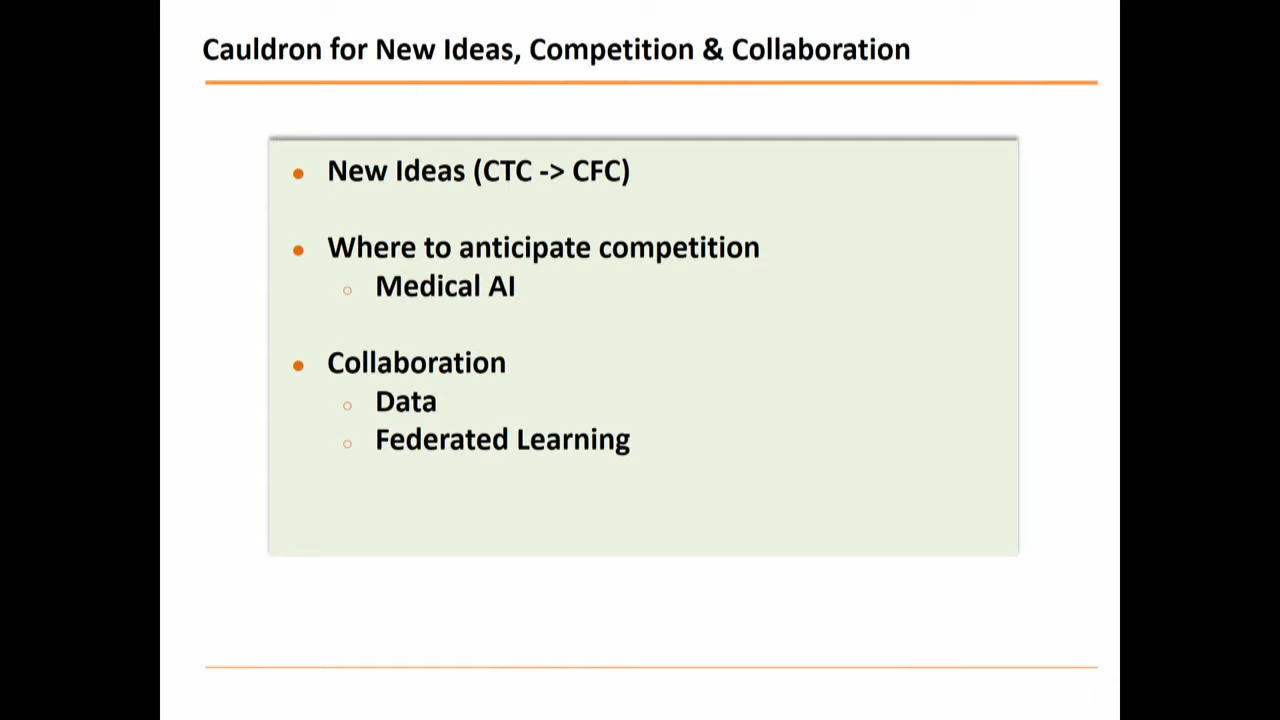 Cauldron for New Ideas, Competition & Collaboration
• New Ideas (CTC -> CFC)
• Where to anticipate competition
○ Medical AI
• Collaboration
○ Data
○ Federated Learning